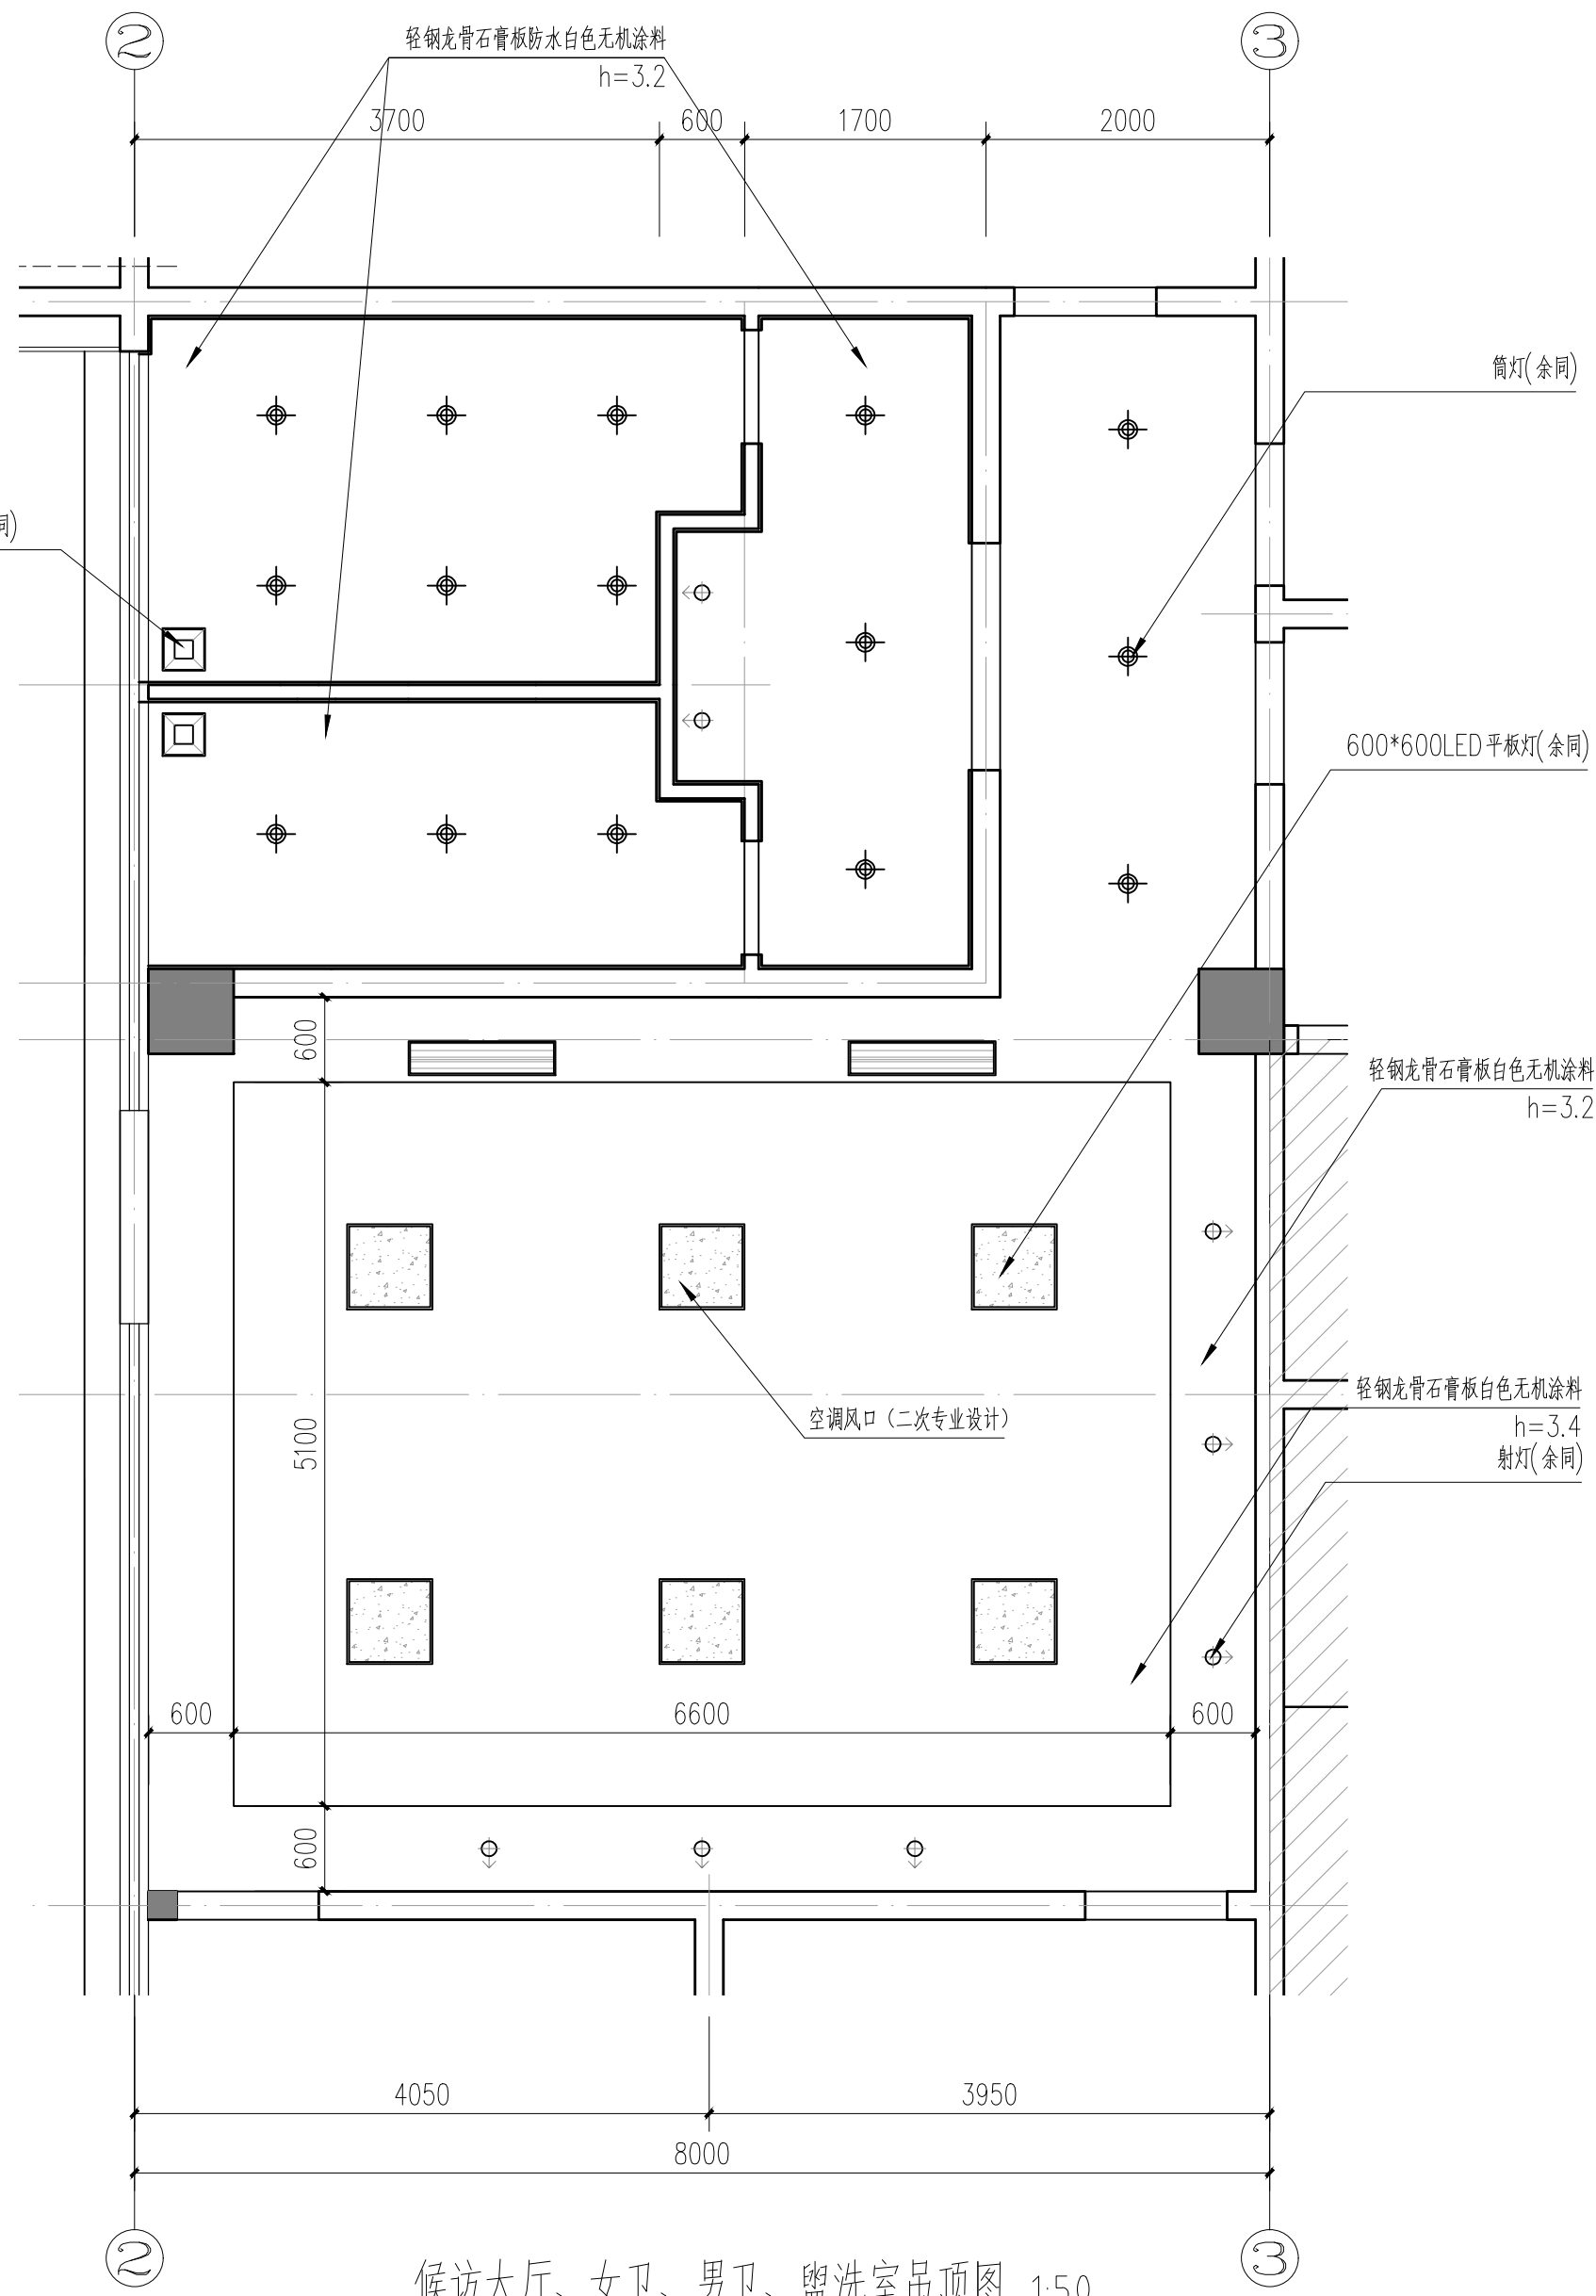 ② ③
轻钢龙骨石膏板防水白色无机涂料
h=3.2
3700 600 1700 2000
筒灯(余同)
同)
600*600LED平板灯(余同)
600
轻钢龙骨石膏板白色无机涂料
h=3.2
轻钢龙骨石膏板白色无机涂料
空调风口（二次专业设计）
h=3.4
5100
射灯(余同)
600 6600 600
600
4050 3950
8000
② ③
候访大厅、女卫、男卫、盥洗室吊顶图 1:50